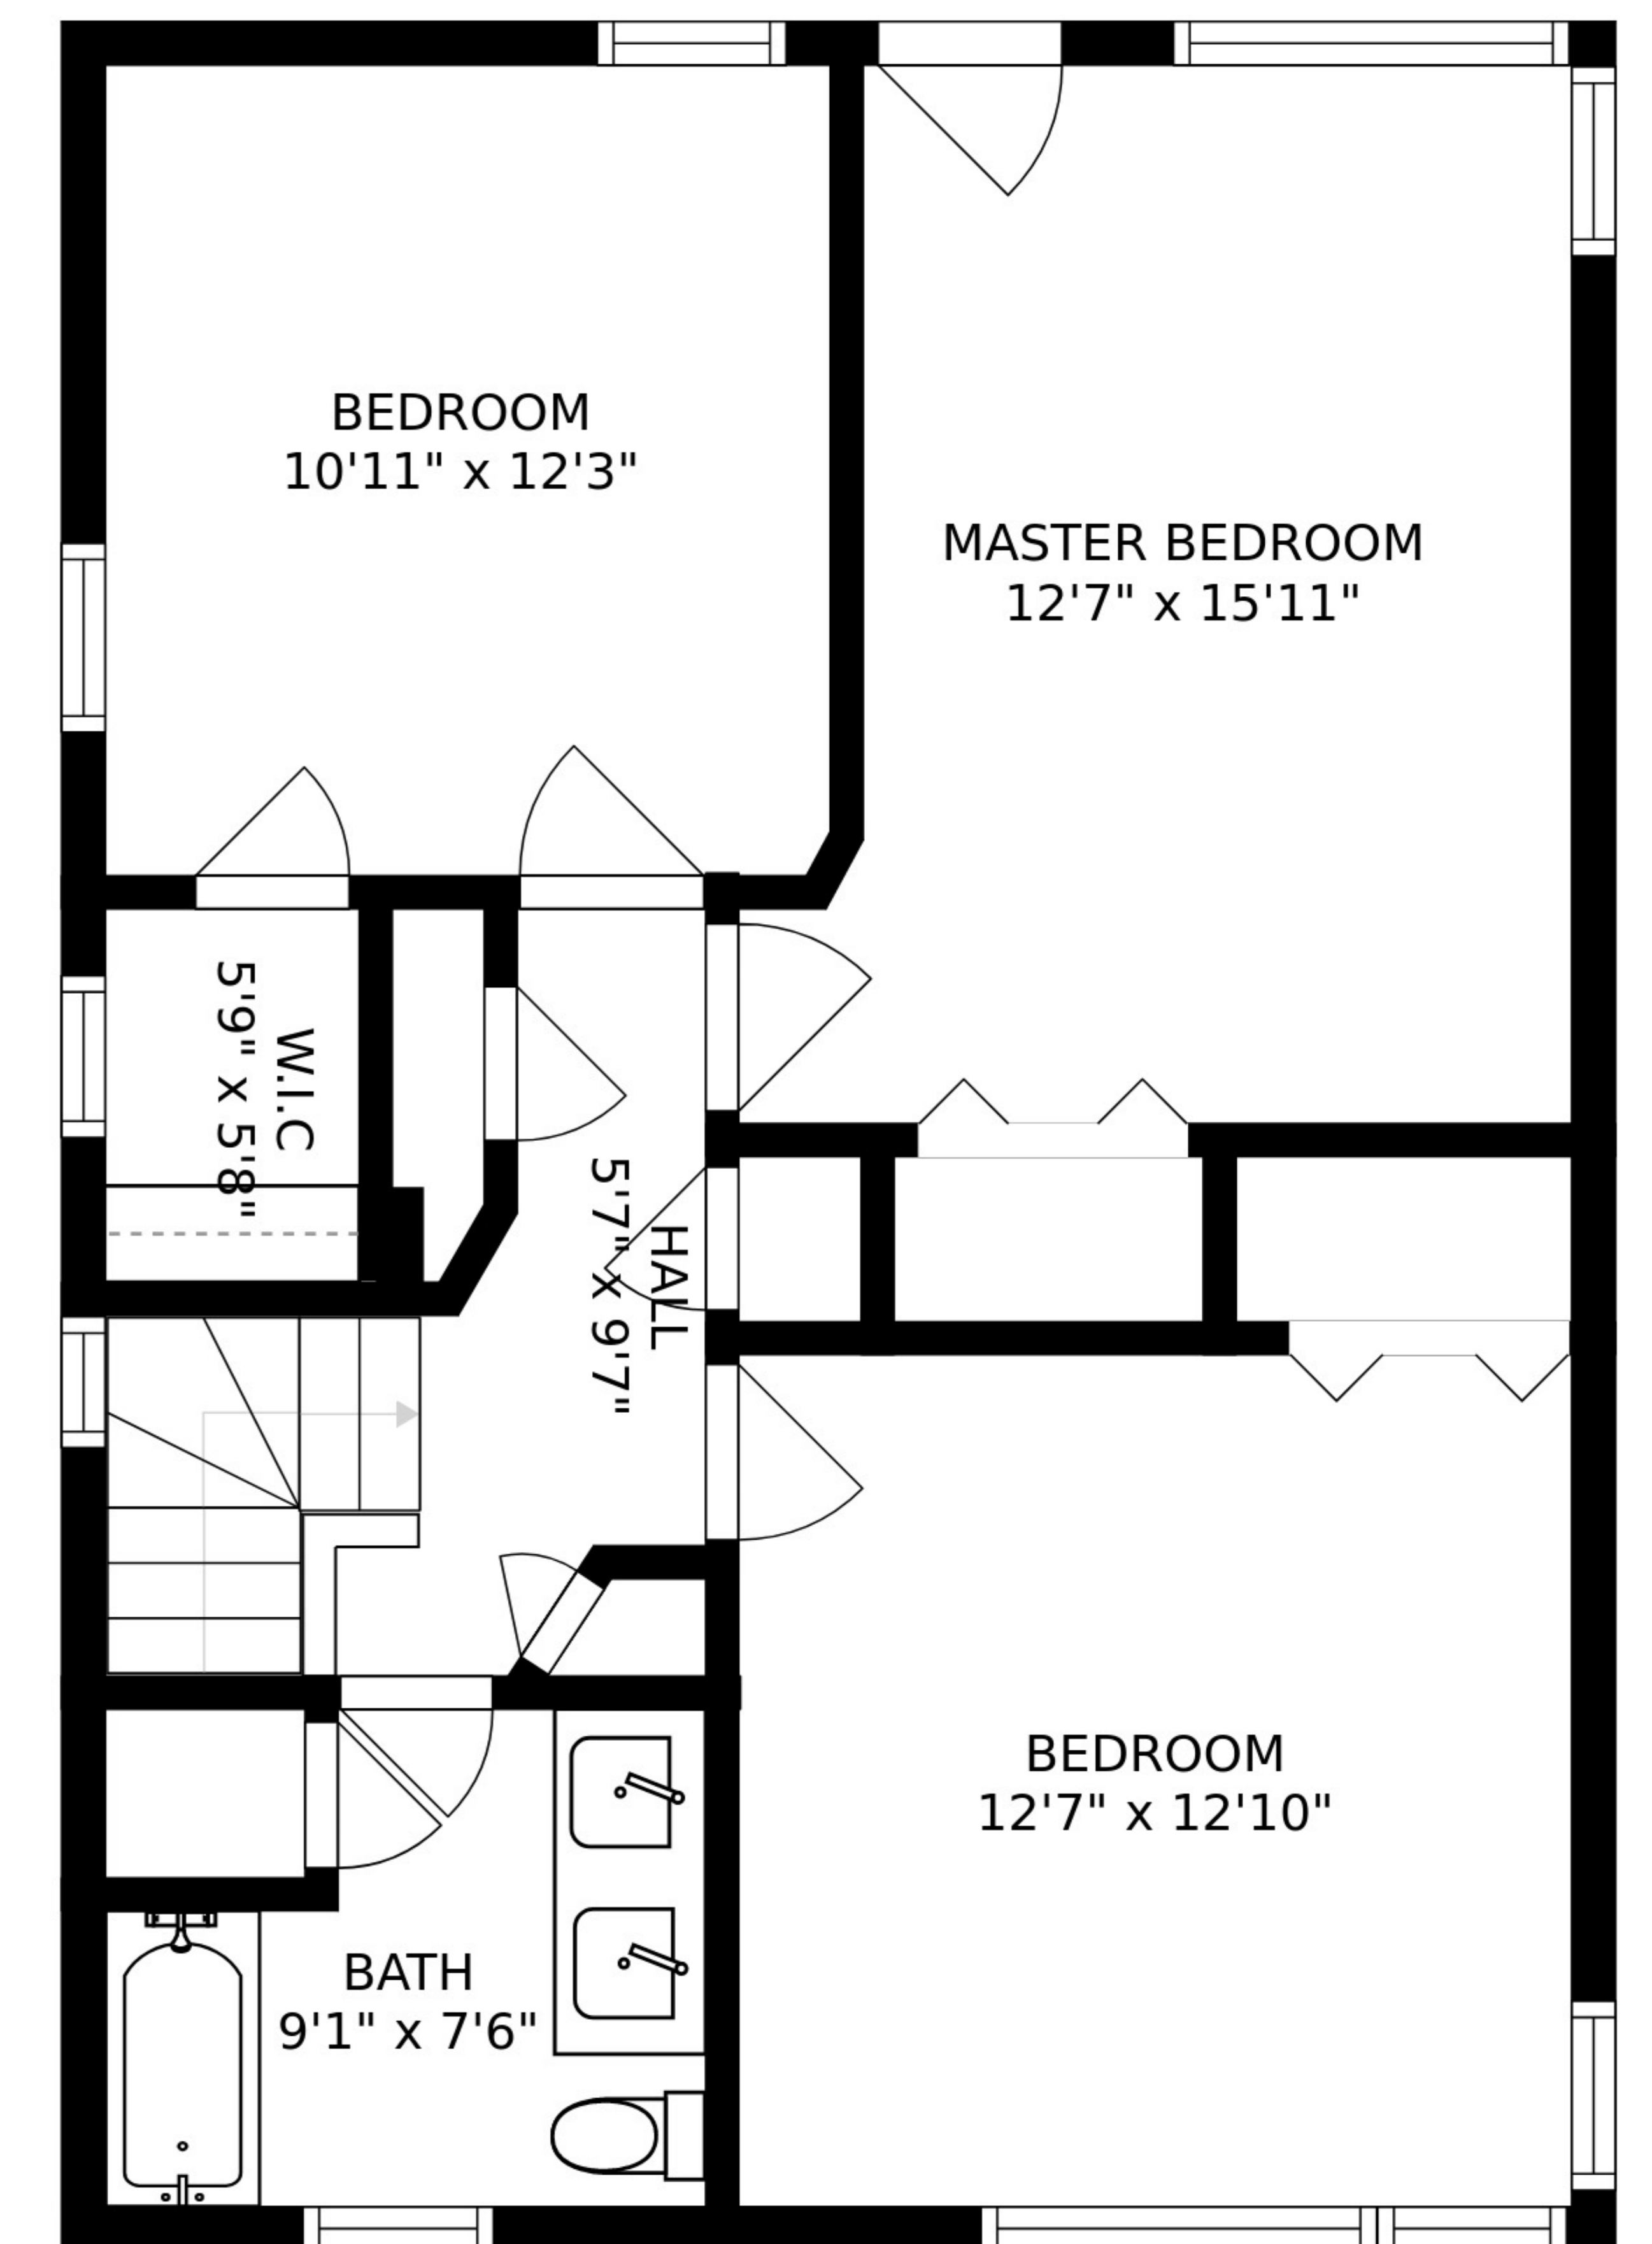 BEDROOM
10'11" x 12'3"
MASTER BEDROOM
12'7" x 15'11"
W.I.C
5'9" x 5'8"
HALL
5'7" x 9'7"
BEDROOM
12'7" x 12'10"
BATH
9'1" x 7'6"